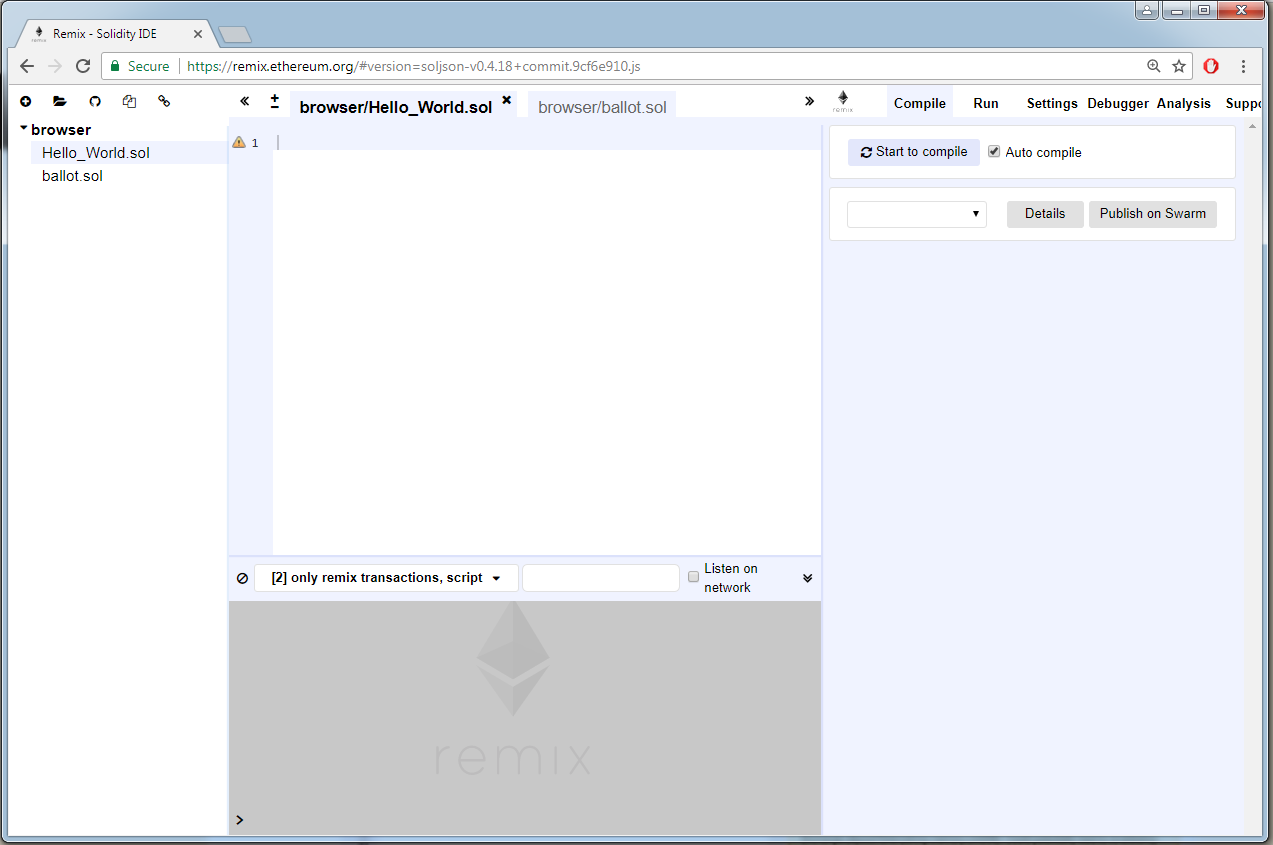 Remix - Solidity IDE
Secure
https://remix.ethereum.org/#version=soljson-v0.4.18+commit.9cf6e910.js
browser/Hello_World.sol
browser/ballot.sol
remix
Compile
Run
Settings
Debugger
Analysis
Suppo
browser
Hello_World.sol
ballot.sol
1
Start to compile
Auto compile
Details
Publish on Swarm
[2] only remix transactions, script
Listen on
network
remix
>